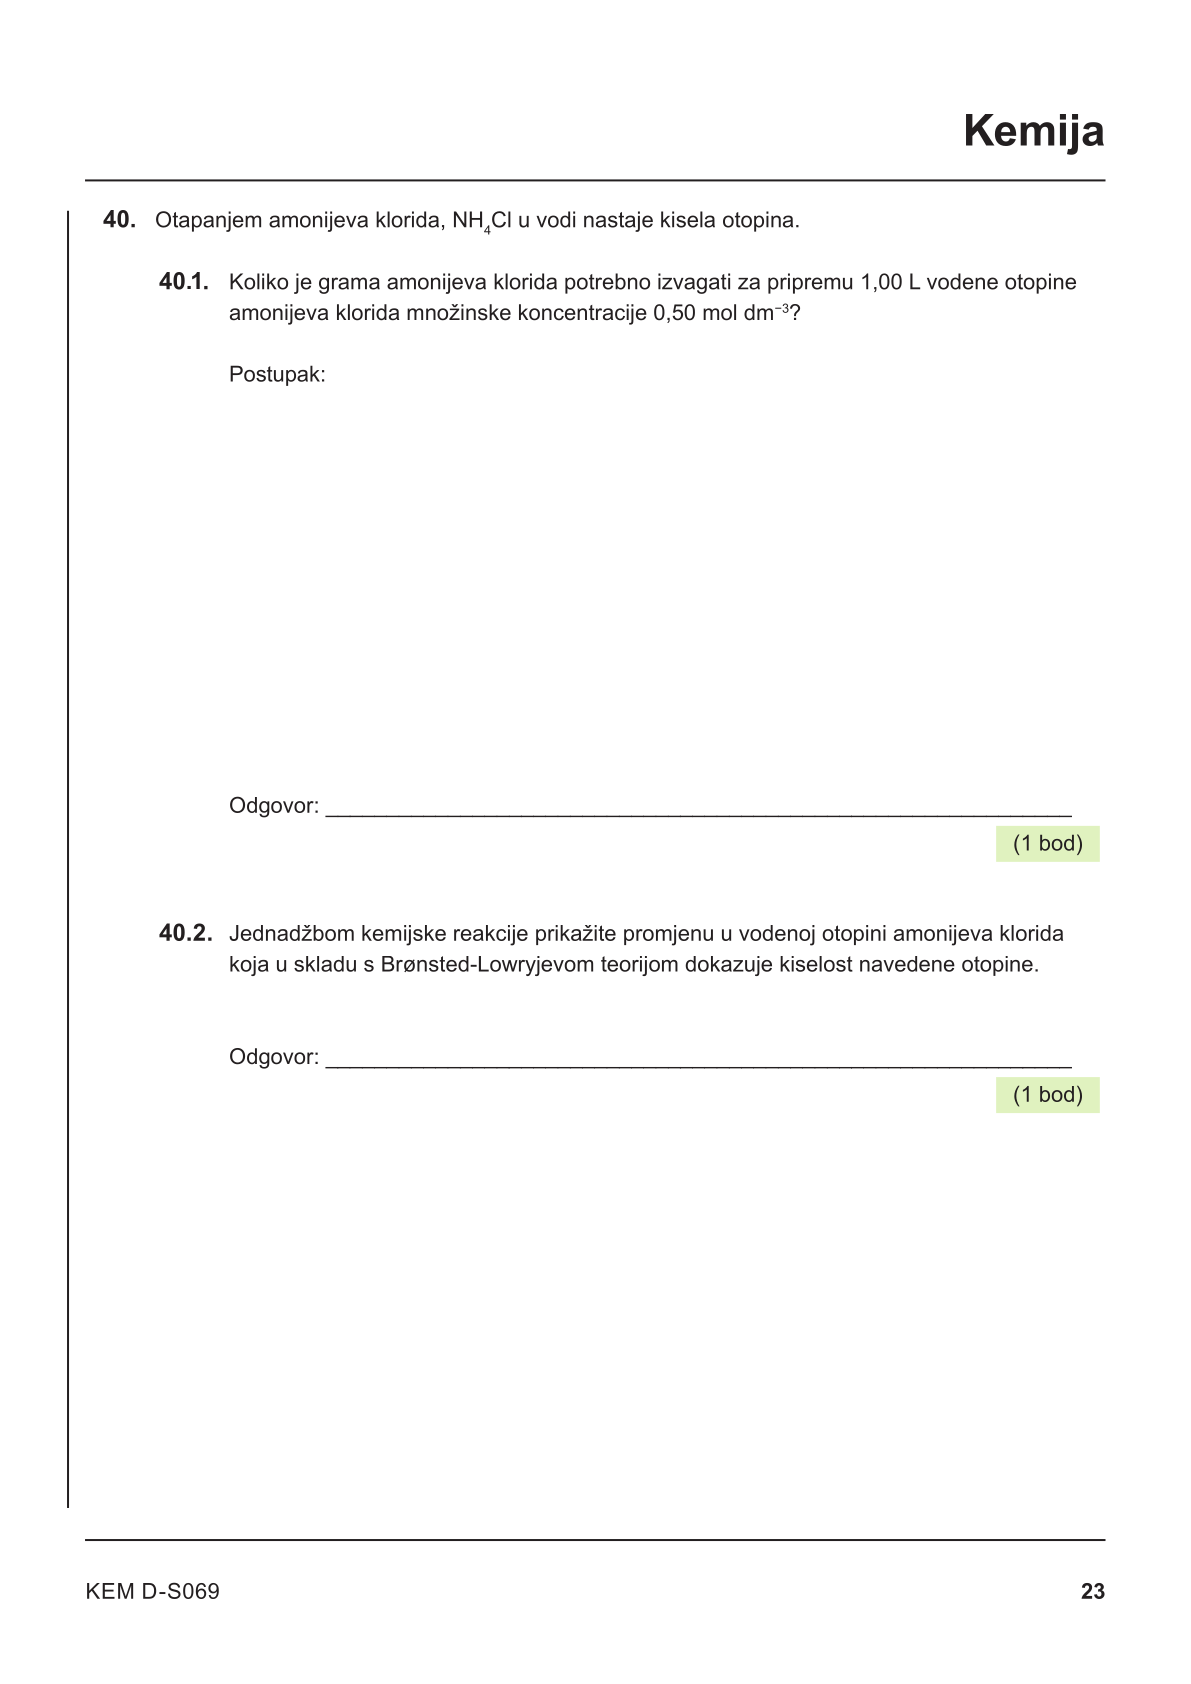 Kemija
40. Otapanjem amonijeva klorida, NH₄Cl u vodi nastaje kisela otopina.
40.1. Koliko je grama amonijeva klorida potrebno izvagati za pripremu 1,00 L vodene otopine
amonijeva klorida množinske koncentracije 0,50 mol dm⁻³?
Postupak:
Odgovor: ______________________________________________________________
(1 bod)
40.2. Jednadžbom kemijske reakcije prikažite promjenu u vodenoj otopini amonijeva klorida
koja u skladu s Brønsted-Lowryjevom teorijom dokazuje kiselost navedene otopine.
Odgovor: ______________________________________________________________
(1 bod)
KEM D-S069
23